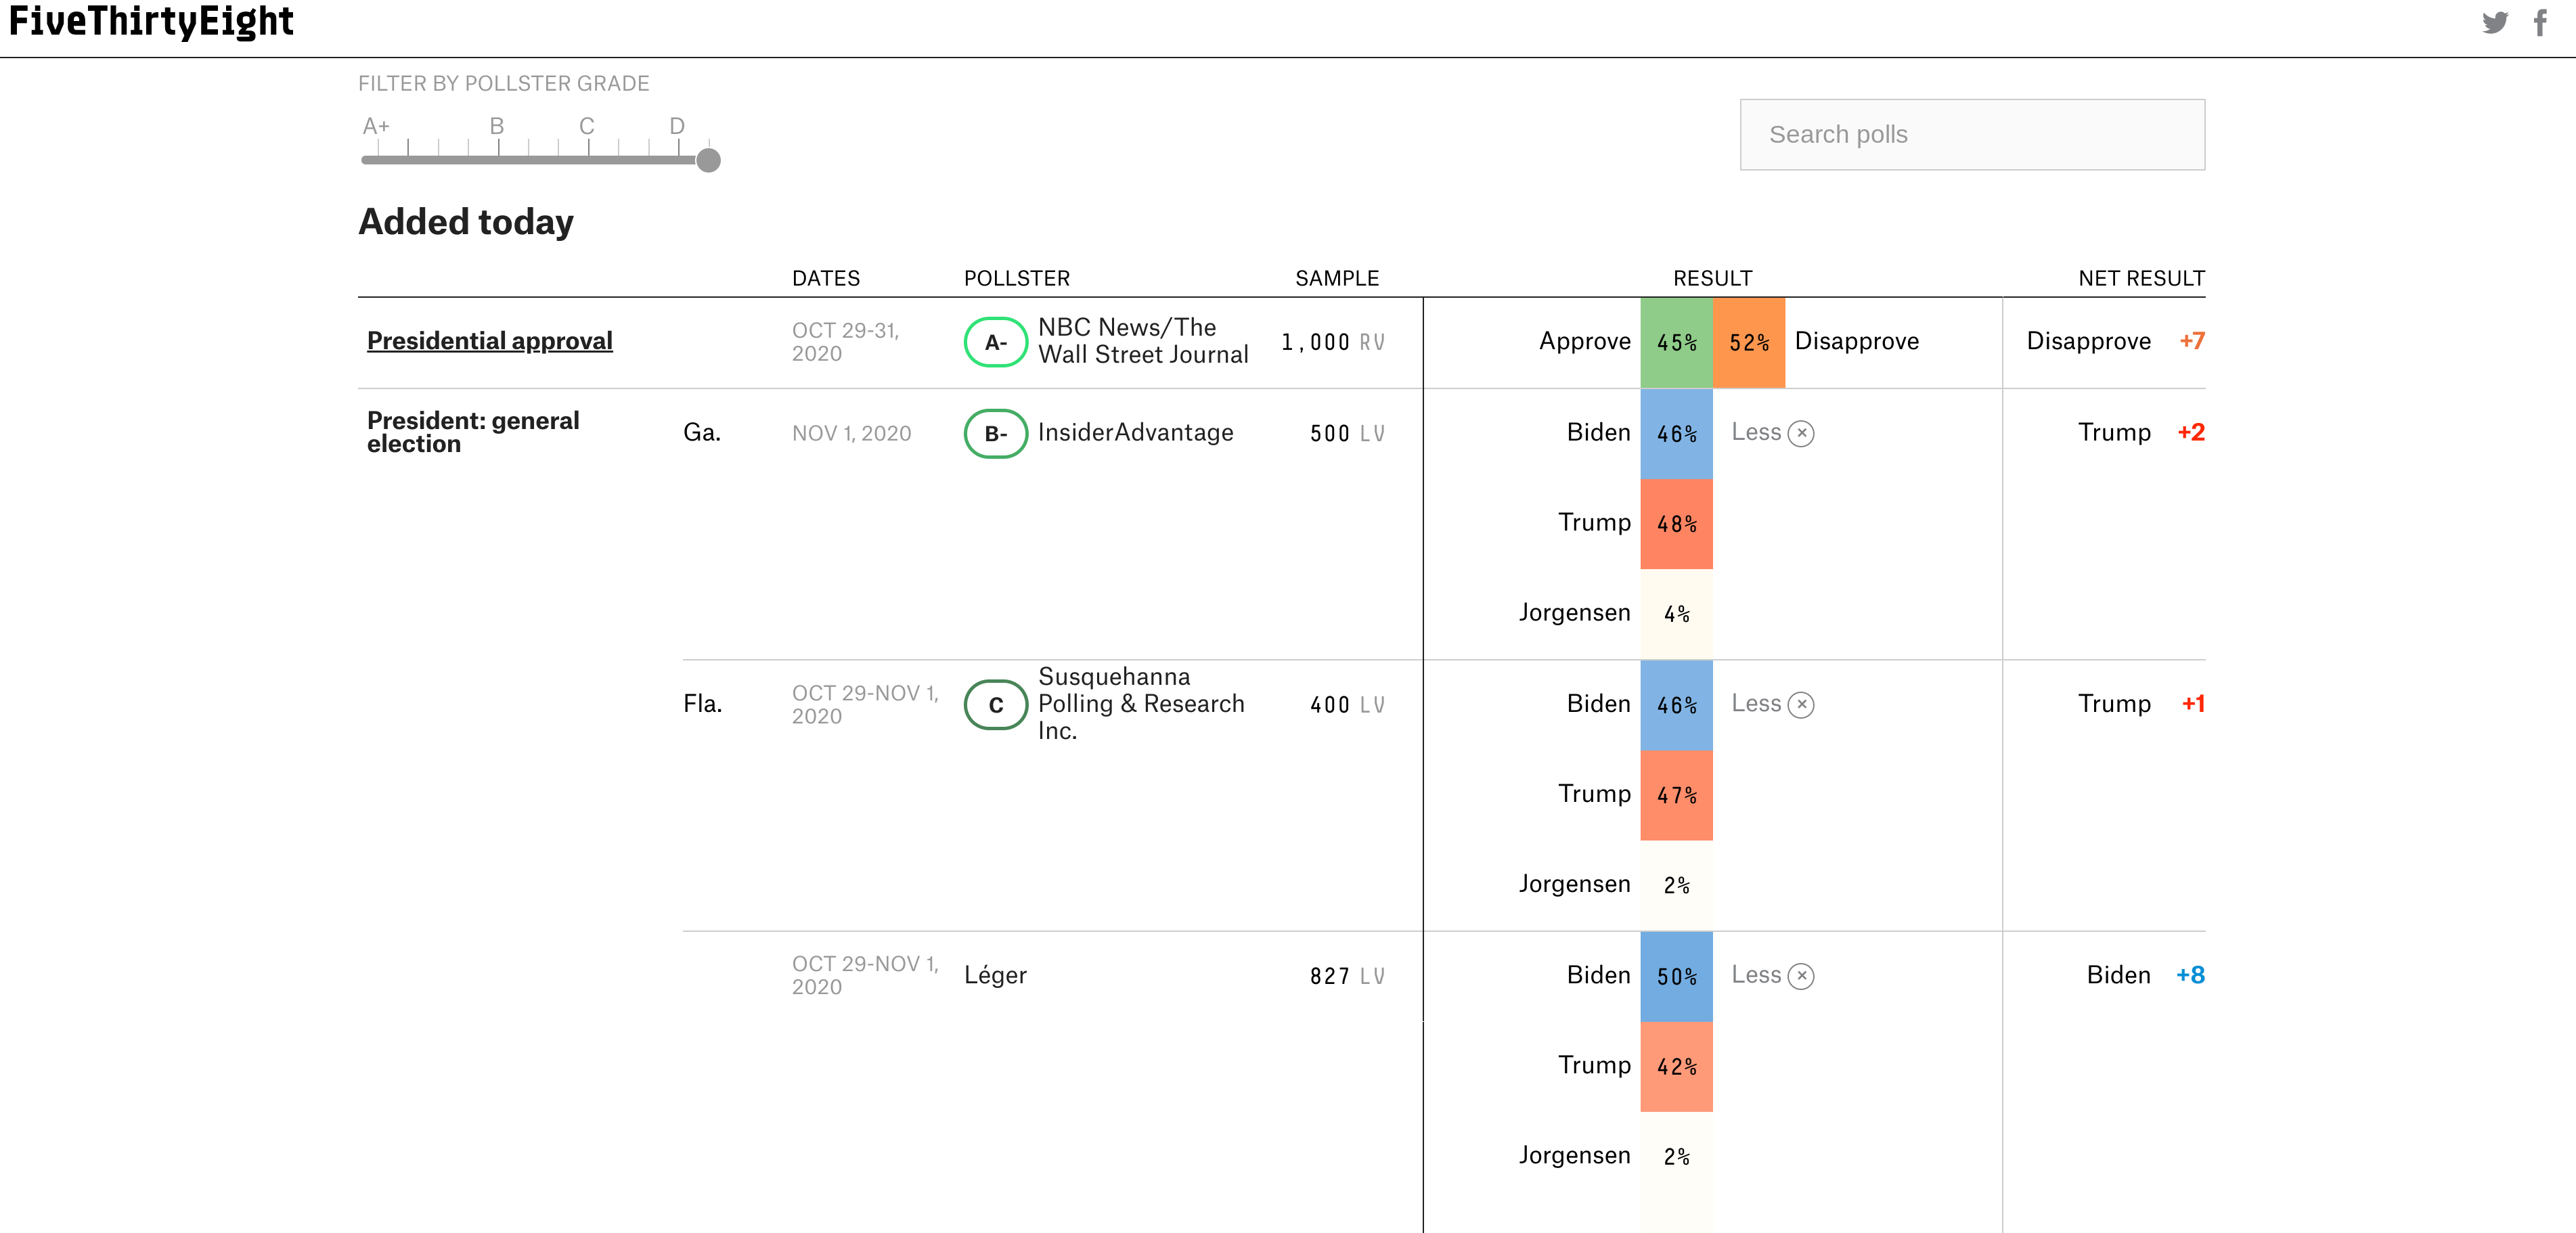 FiveThirtyEight
FILTER BY POLLSTER GRADE
A+ B C D
Search polls
Added today
DATES POLLSTER SAMPLE RESULT NET RESULT
Presidential approval
OCT 29-31,
2020
A-
NBC News/The
Wall Street Journal
1,000 RV
Approve 45% 52% Disapprove
Disapprove +7
President: general
election
Ga.
NOV 1, 2020
B-
InsiderAdvantage
500 LV
Biden 46% Less
Trump +2
Trump 48%
Jorgensen 4%
Fla.
OCT 29-NOV 1,
2020
C
Susquehanna
Polling & Research
Inc.
400 LV
Biden 46% Less
Trump +1
Trump 47%
Jorgensen 2%
OCT 29-NOV 1,
2020
Léger
827 LV
Biden 50% Less
Biden +8
Trump 42%
Jorgensen 2%